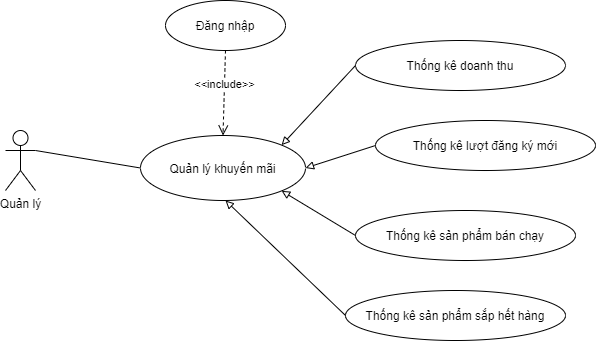 Đăng nhập
<<include>>
Thống kê doanh thu
Thống kê lượt đăng ký mới
Quản lý khuyến mãi
Quản lý
Thống kê sản phẩm bán chạy
Thống kê sản phẩm sắp hết hàng